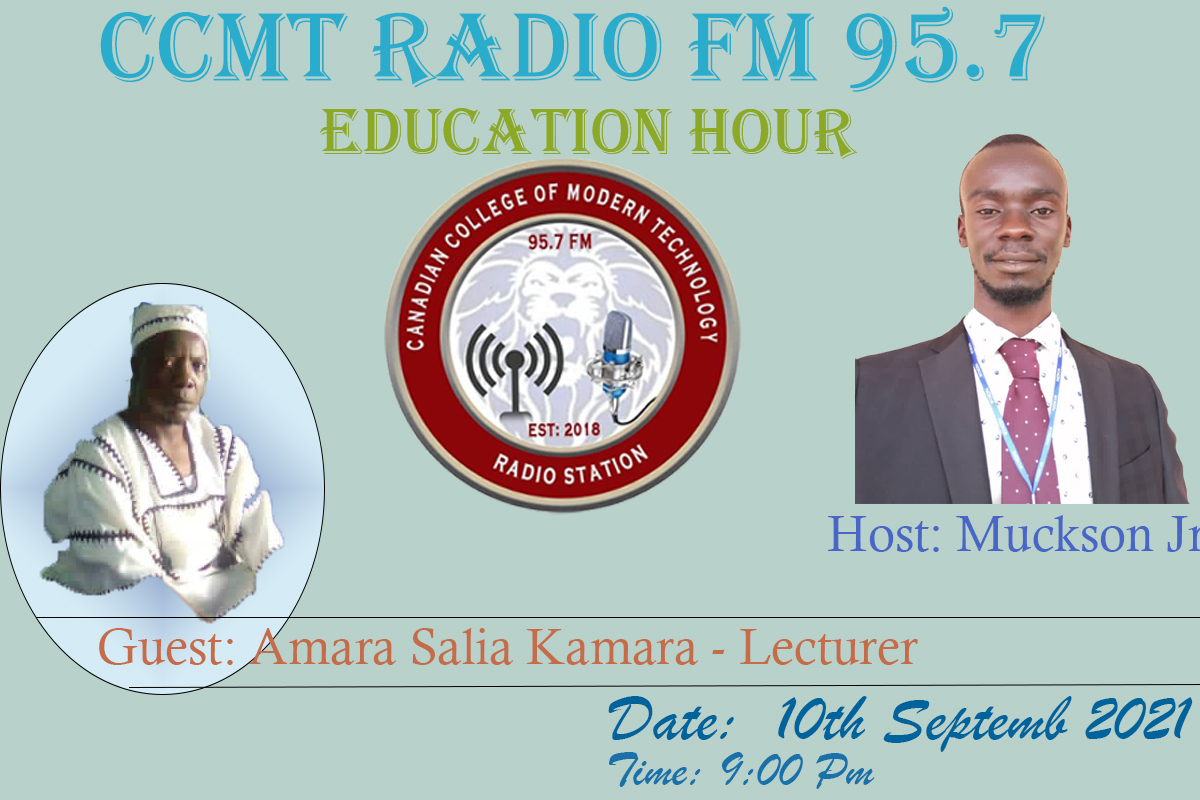 CCMT RADIO FM 95.7
EDUCATION HOUR
CANADIAN COLLEGE OF MODERN TECHNOLOGY
95.7 FM
EST: 2018
RADIO STATION
Host: Muckson Jr
Guest: Amara Salia Kamara - Lecturer
Date: 10th Septemb 2021
Time: 9:00 Pm